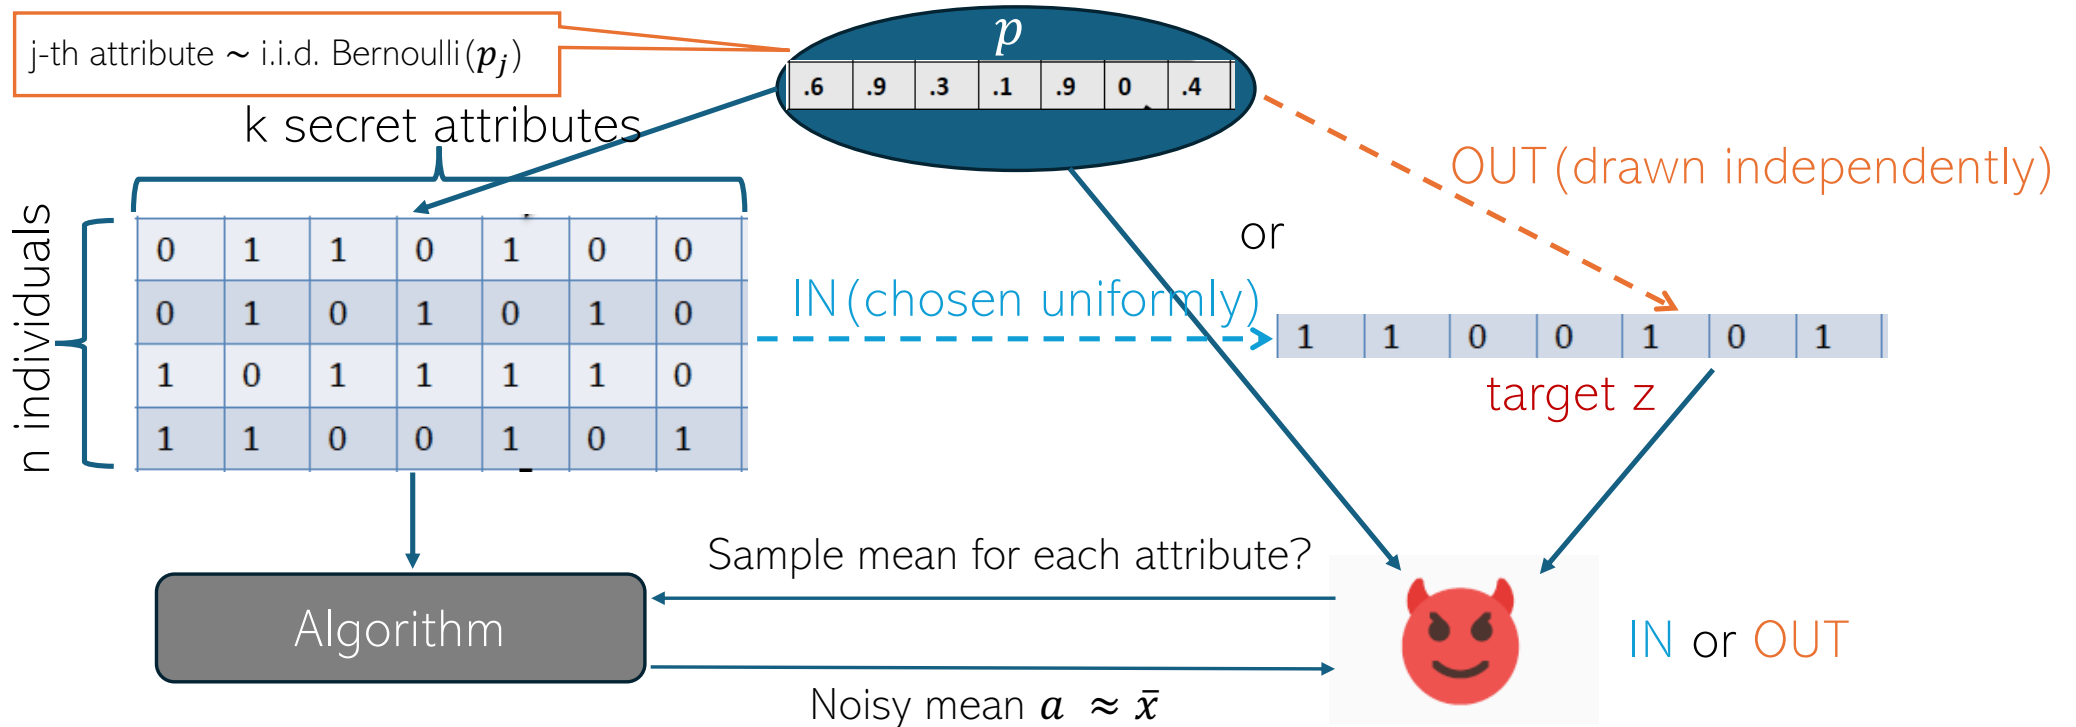 p
j-th attribute ~ i.i.d. Bernoulli(p_j)
.6 .9 .3 .1 .9 0 .4
k secret attributes
OUT(drawn independently)
or
n individuals
0 1 1 0 1 0 0
0 1 0 1 0 1 0
1 0 1 1 1 1 0
1 1 0 0 1 0 1
IN(chosen uniformly)
1 1 0 0 1 0 1
target z
Sample mean for each attribute?
Algorithm
IN or OUT
Noisy mean a ≈ x̄